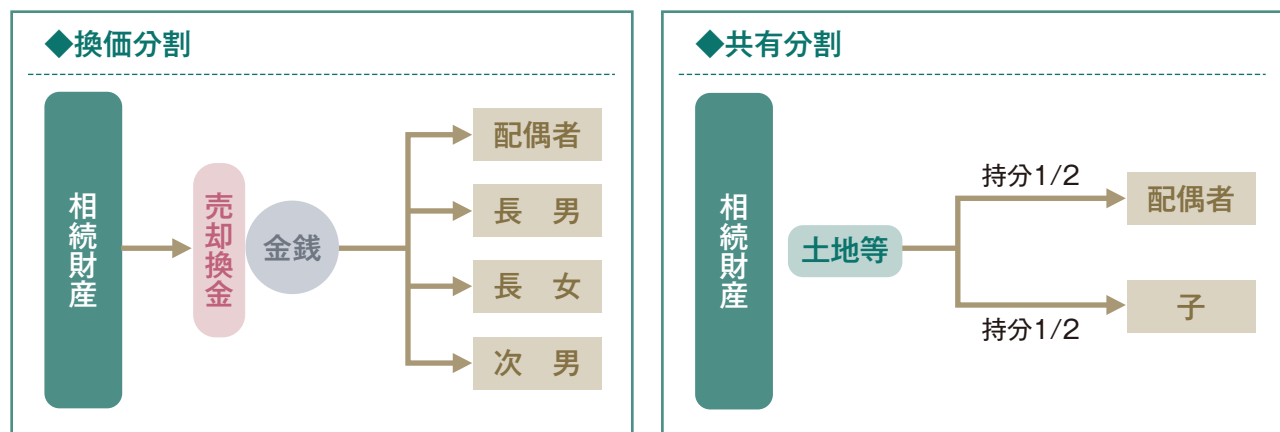 ◆換価分割
相続財産
売却換金
金銭
配偶者
長　男
長　女
次　男
◆共有分割
相続財産
土地等
持分1/2
配偶者
持分1/2
子